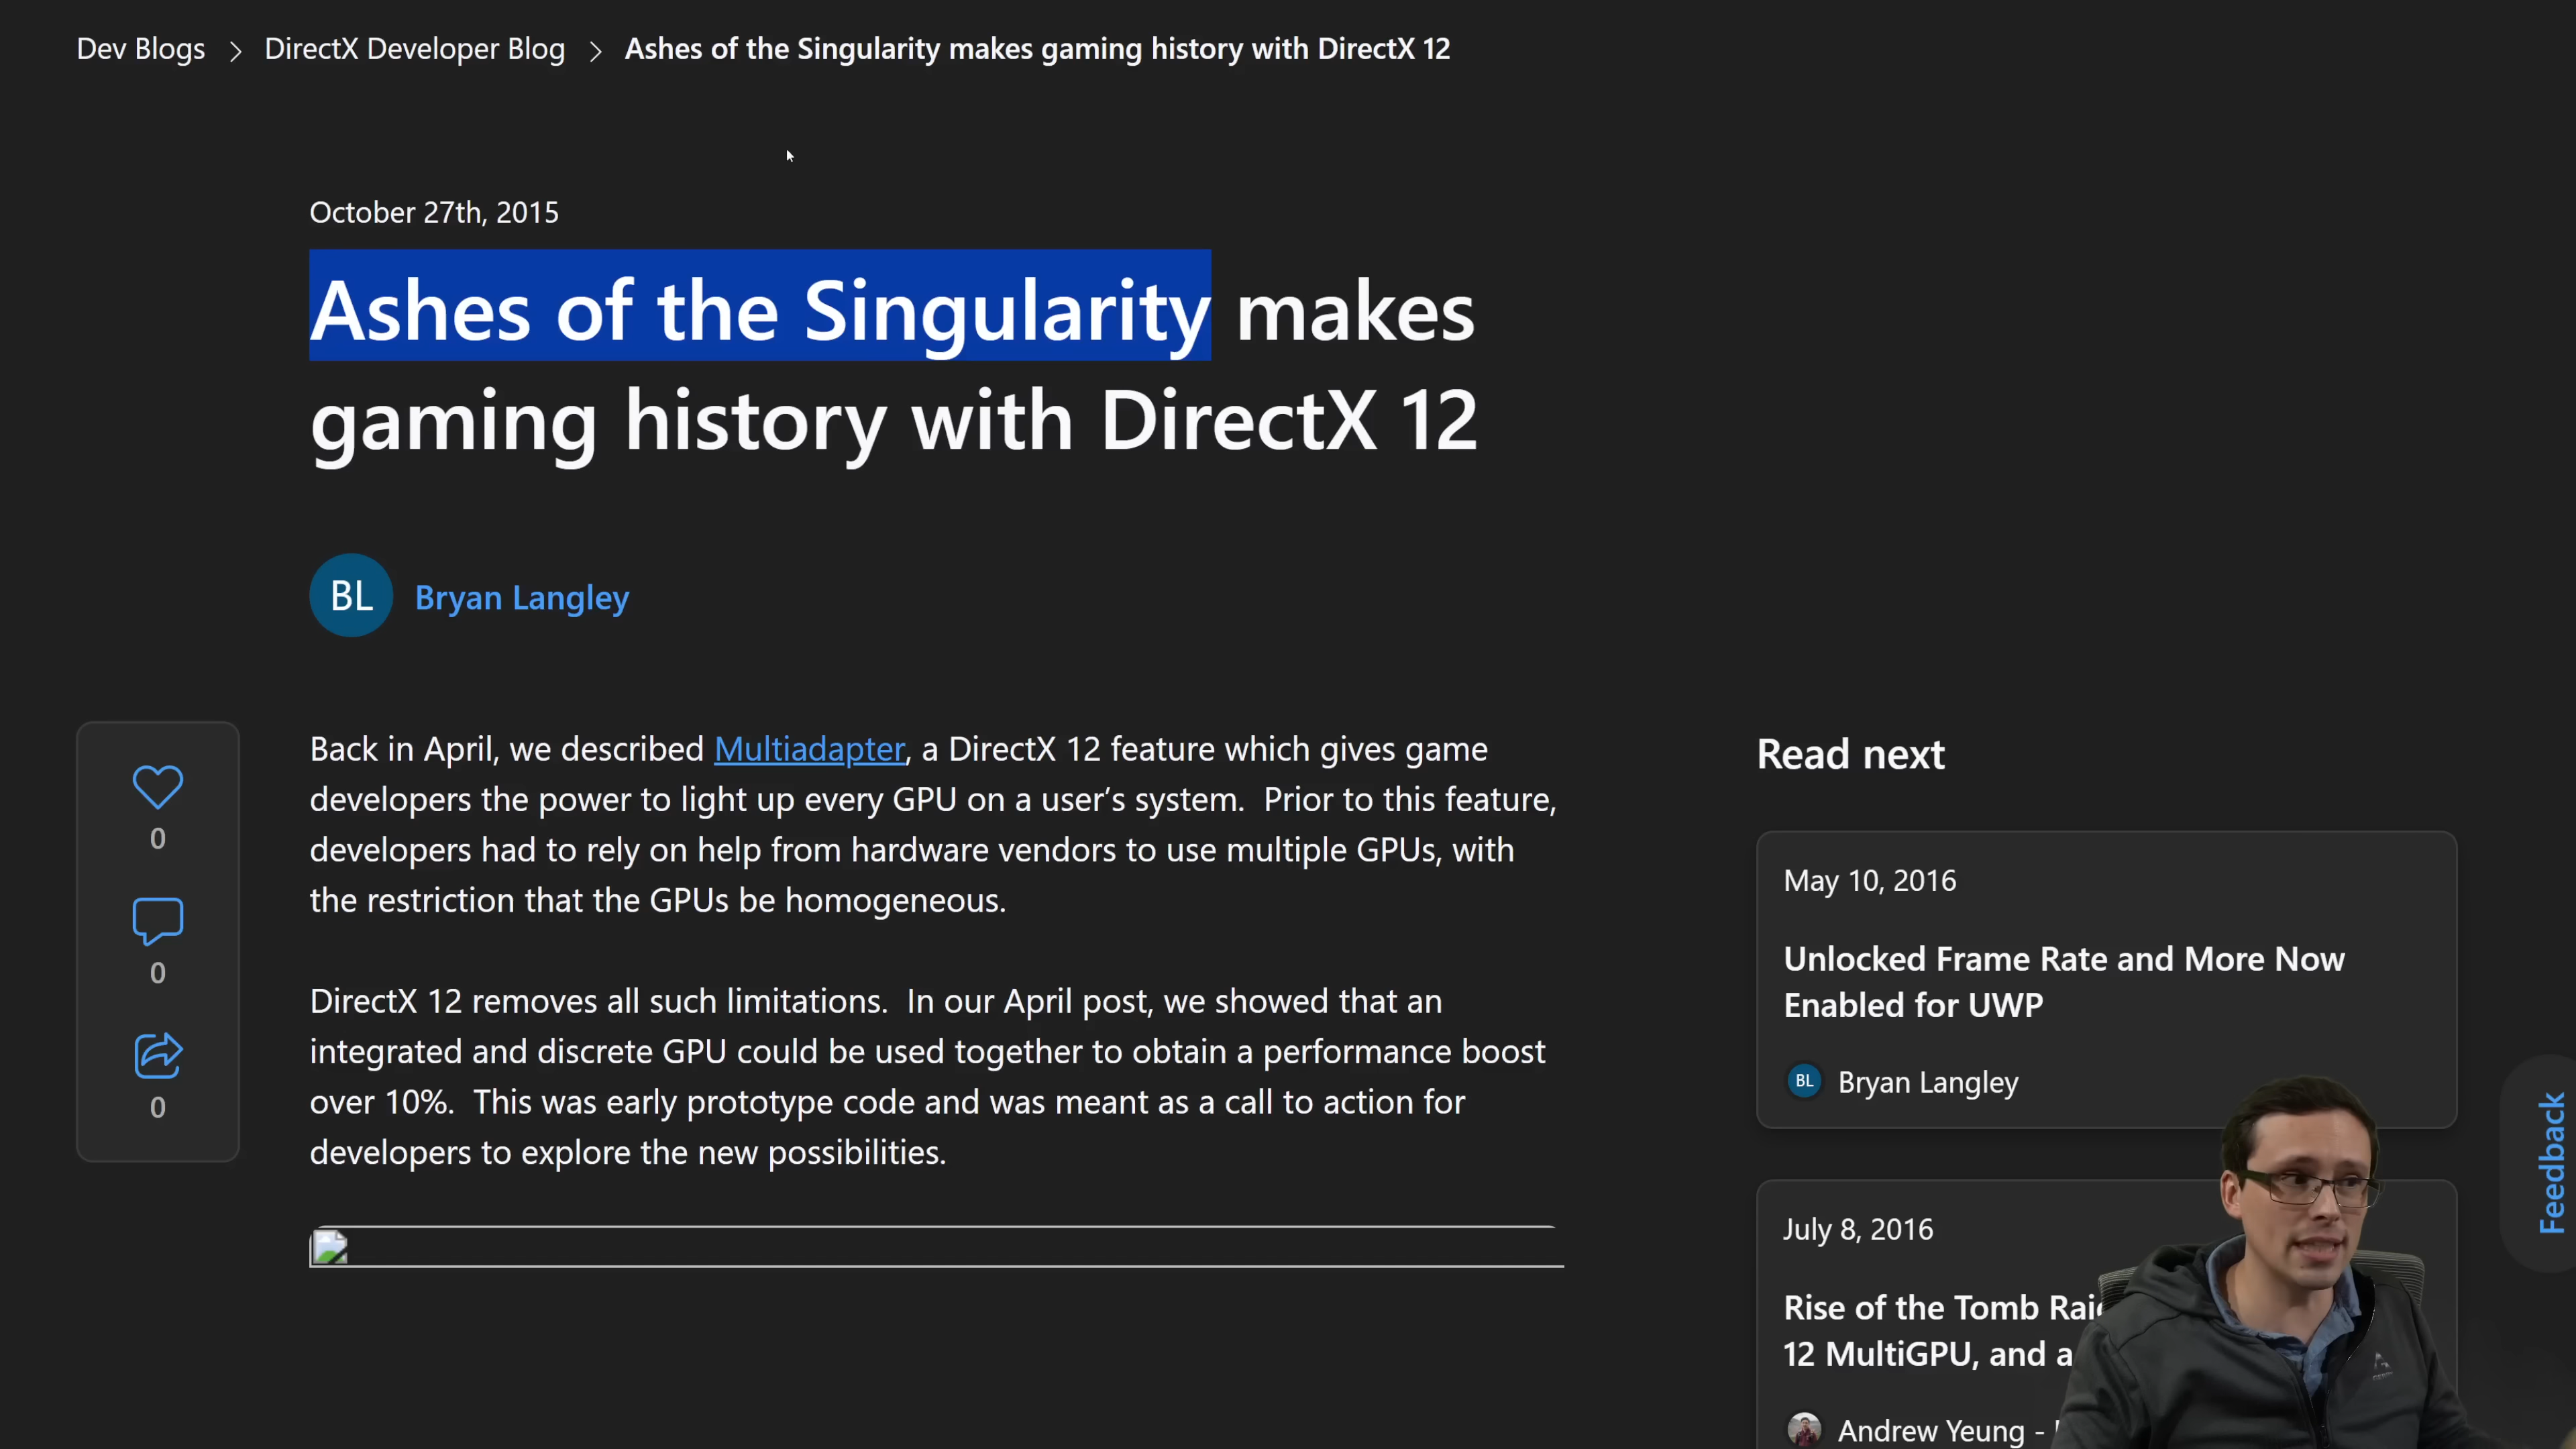 Dev Blogs > DirectX Developer Blog > Ashes of the Singularity makes gaming history with DirectX 12
October 27th, 2015
Ashes of the Singularity makes
gaming history with DirectX 12
BL Bryan Langley
0
0
0
Back in April, we described Multiadapter, a DirectX 12 feature which gives game
developers the power to light up every GPU on a user’s system.  Prior to this feature,
developers had to rely on help from hardware vendors to use multiple GPUs, with
the restriction that the GPUs be homogeneous.
DirectX 12 removes all such limitations.  In our April post, we showed that an
integrated and discrete GPU could be used together to obtain a performance boost
over 10%.  This was early prototype code and was meant as a call to action for
developers to explore the new possibilities.
Read next
May 10, 2016
Unlocked Frame Rate and More Now
Enabled for UWP
BL Bryan Langley
July 8, 2016
Rise of the Tomb
12 MultiGPU, and a
Andrew Yeung -
Feedback